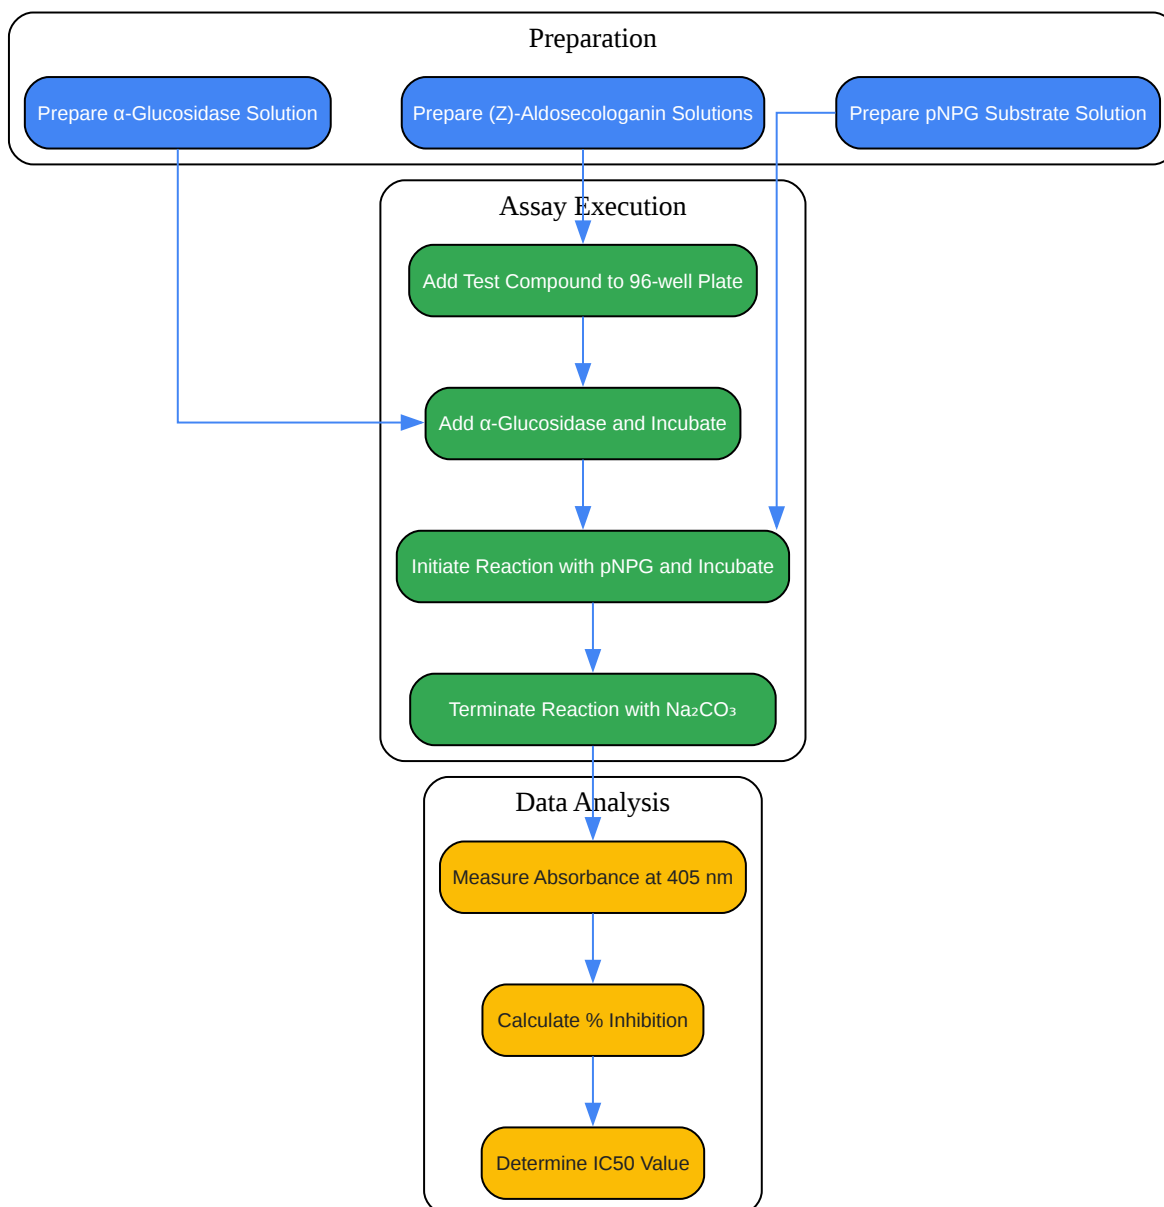 Preparation
Prepare α-Glucosidase Solution
Prepare (Z)-Aldosecologanin Solutions
Prepare pNPG Substrate Solution
Assay Execution
Add Test Compound to 96-well Plate
Add α-Glucosidase and Incubate
Initiate Reaction with pNPG and Incubate
Terminate Reaction with Na₂CO₃
Data Analysis
Measure Absorbance at 405 nm
Calculate % Inhibition
Determine IC50 Value